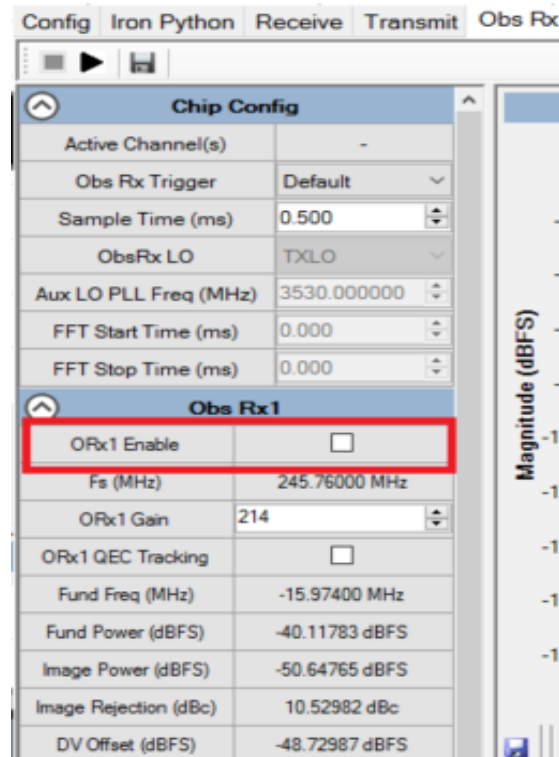 Config Iron Python Receive Transmit Obs Rx
Chip Config
Active Channel(s) -
Obs Rx Trigger Default
Sample Time (ms) 0.500
ObsRx LO TXLO
Aux LO PLL Freq (MHz) 3530.000000
FFT Start Time (ms) 0.000
FFT Stop Time (ms) 0.000
Obs Rx1
ORx1 Enable
Fs (MHz) 245.76000 MHz
ORx1 Gain 214
ORx1 QEC Tracking
Fund Freq (MHz) -15.97400 MHz
Fund Power (dBFS) -40.11783 dBFS
Image Power (dBFS) -50.64765 dBFS
Image Rejection (dBc) 10.52982 dBc
DV Offset (dBFS) -48.72987 dBFS
Magnitude (dBFS)